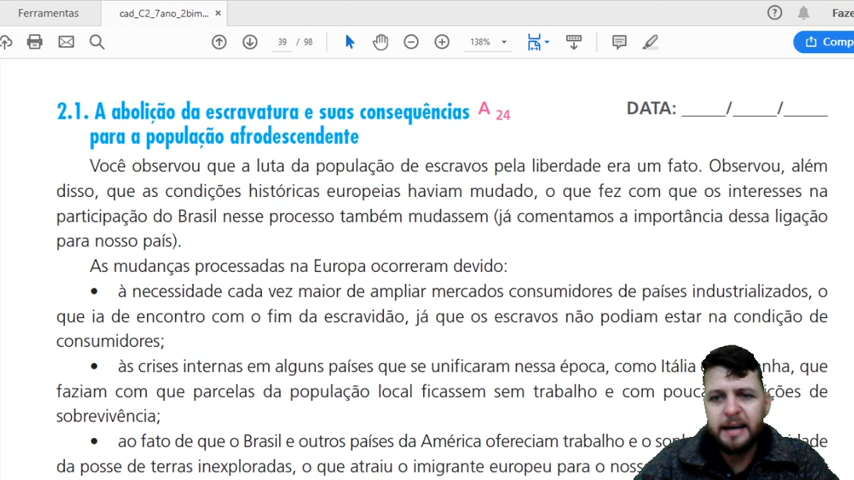 Ferramentas
cad_C2_7ano_2bim...
×
?
Faze
39 / 98
138%
Comp
2.1. A abolição da escravatura e suas consequências A 24
DATA: _____/_____/_____
para a população afrodescendente
Você observou que a luta da população de escravos pela liberdade era um fato. Observou, além
disso, que as condições históricas europeias haviam mudado, o que fez com que os interesses na
participação do Brasil nesse processo também mudassem (já comentamos a importância dessa ligação
para nosso país).
As mudanças processadas na Europa ocorreram devido:
• à necessidade cada vez maior de ampliar mercados consumidores de países industrializados, o
que ia de encontro com o fim da escravidão, já que os escravos não podiam estar na condição de
consumidores;
• às crises internas em alguns países que se unificaram nessa época, como Itália que
faziam com que parcelas da população local ficassem sem trabalho e com de
sobrevivência;
• ao fato de que o Brasil e outros países da América ofereciam trabalho e o
da posse de terras inexploradas, o que atraiu o imigrante europeu para o